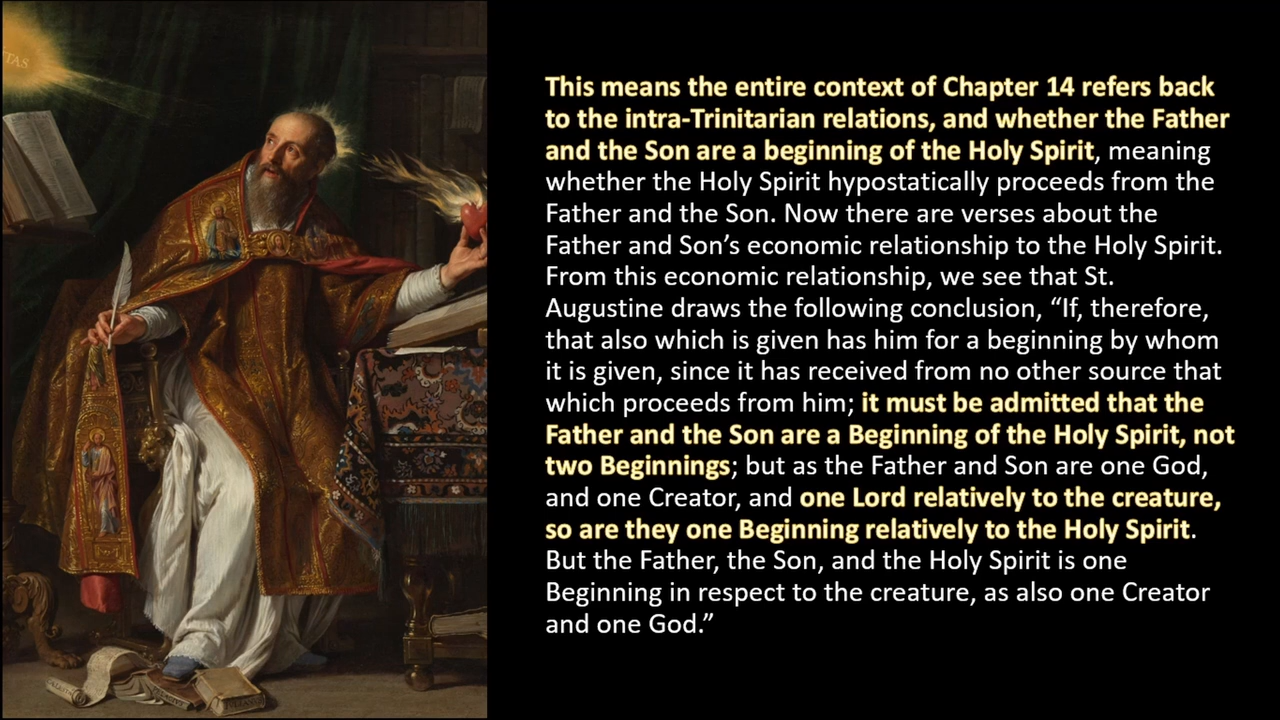 TAS
This means the entire context of Chapter 14 refers back
to the intra-Trinitarian relations, and whether the Father
and the Son are a beginning of the Holy Spirit, meaning
whether the Holy Spirit hypostatically proceeds from the
Father and the Son. Now there are verses about the
Father and Son’s economic relationship to the Holy Spirit.
From this economic relationship, we see that St.
Augustine draws the following conclusion, “If, therefore,
that also which is given has him for a beginning by whom
it is given, since it has received from no other source that
which proceeds from him; it must be admitted that the
Father and the Son are a Beginning of the Holy Spirit, not
two Beginnings; but as the Father and Son are one God,
and one Creator, and one Lord relatively to the creature,
so are they one Beginning relatively to the Holy Spirit.
But the Father, the Son, and the Holy Spirit is one
Beginning in respect to the creature, as also one Creator
and one God.”